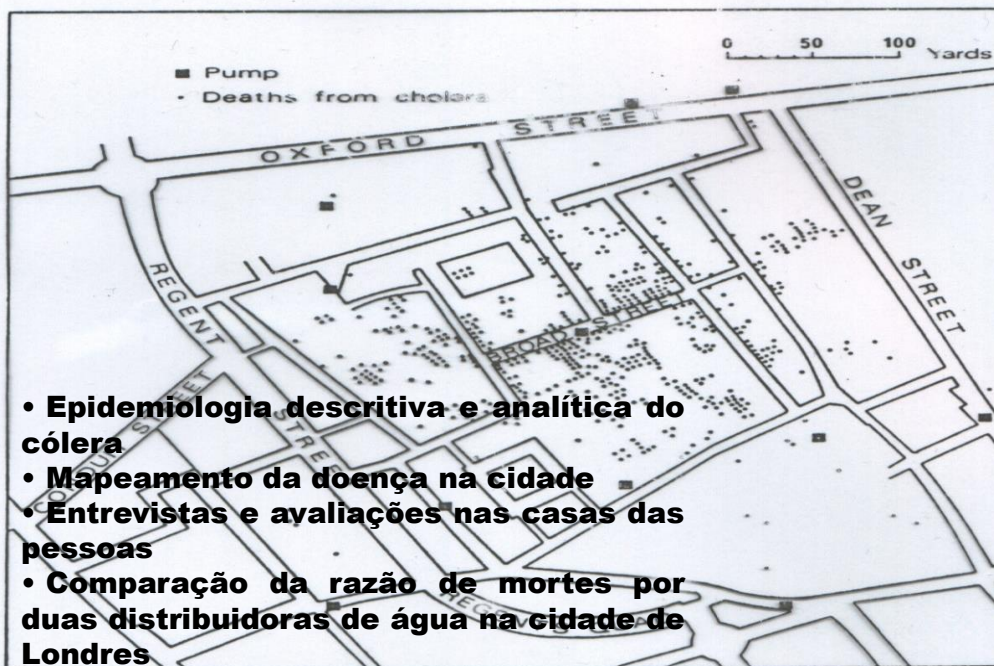 0 50 100 Yards
■ Pump
· Deaths from cholera
OXFORD STREET
DEAN STREET
REGENT STREET
BROAD STREET
• Epidemiologia descritiva e analítica do
cólera
• Mapeamento da doença na cidade
• Entrevistas e avaliações nas casas das
pessoas
• Comparação da razão de mortes por
duas distribuidoras de água na cidade de
Londres